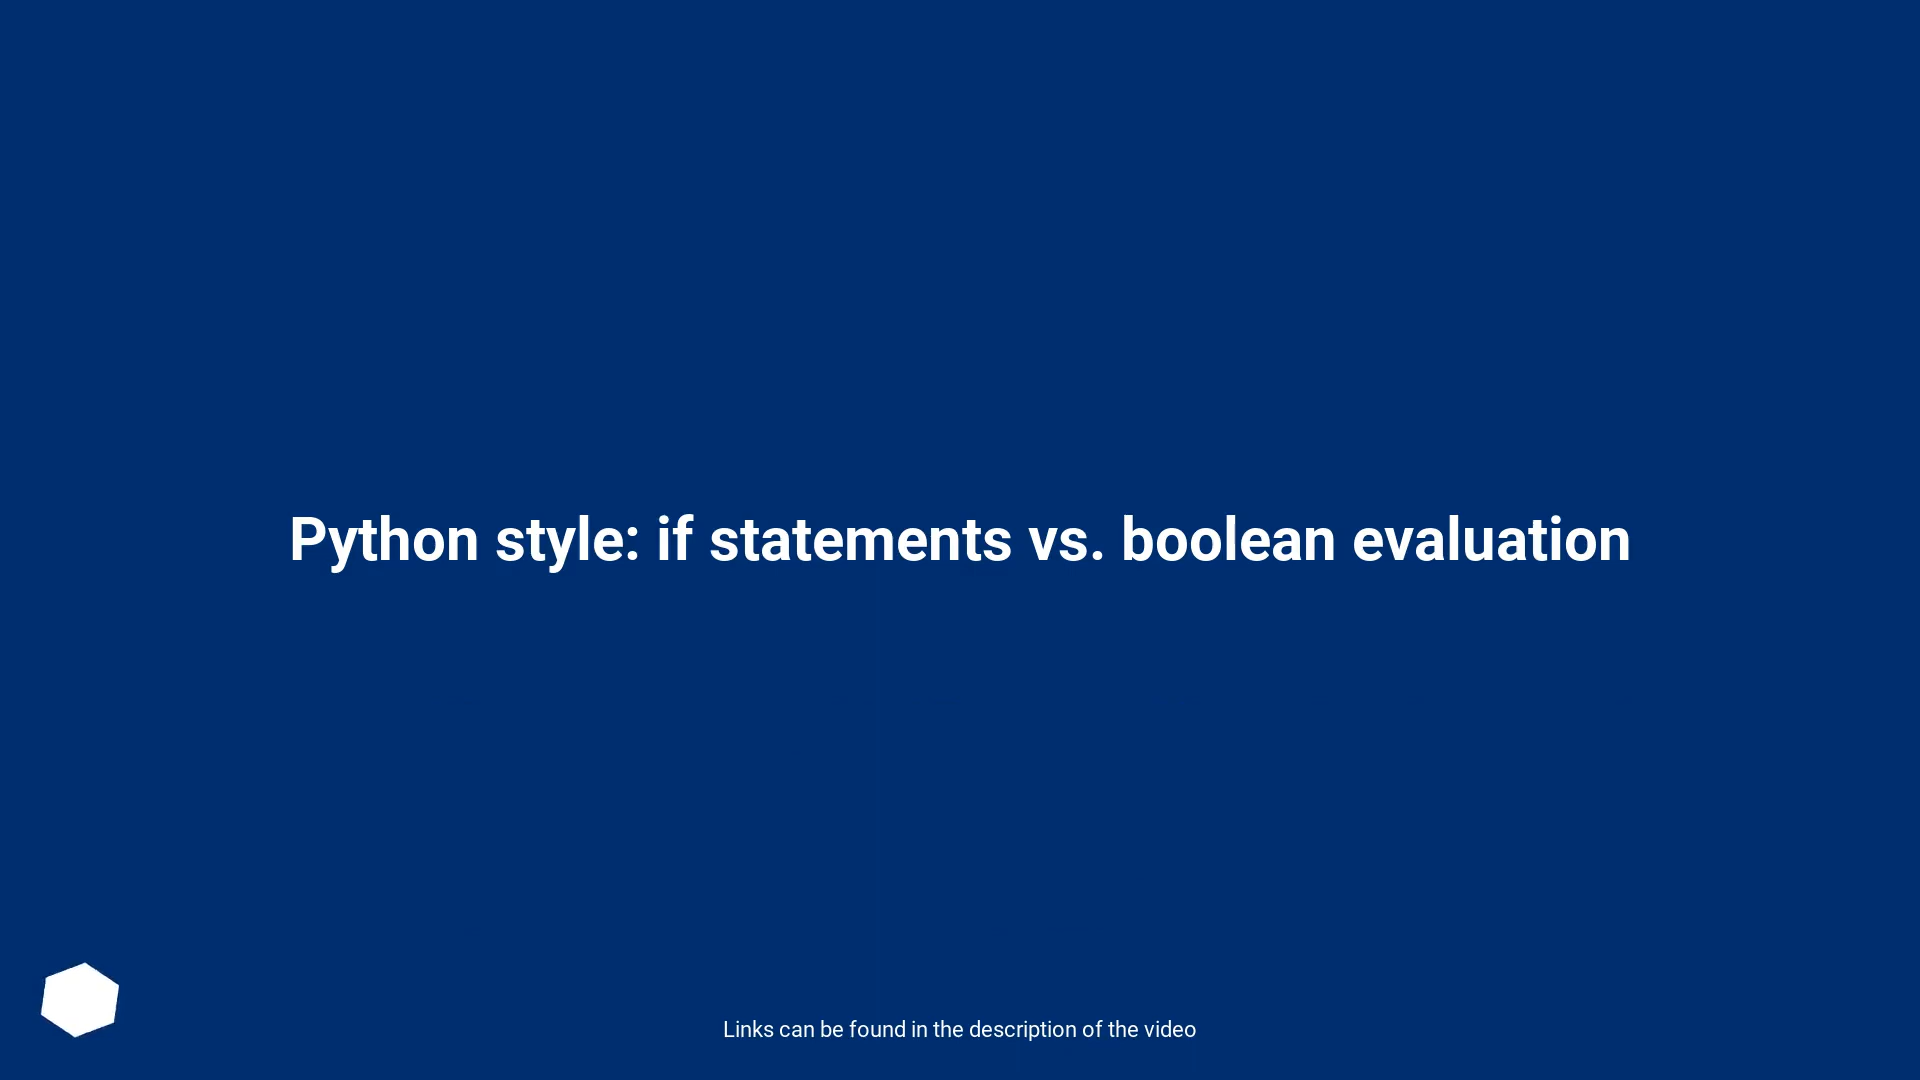 Python style: if statements vs. boolean evaluation
Links can be found in the description of the video